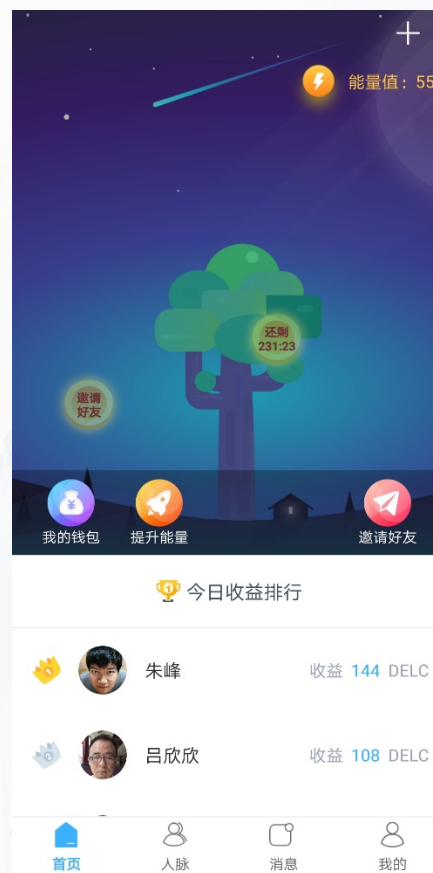 能量值：55
还剩
231:23
邀请
好友
我的钱包
提升能量
邀请好友
今日收益排行
朱峰
收益 144 DELC
吕欣欣
收益 108 DELC
首页
人脉
消息
我的